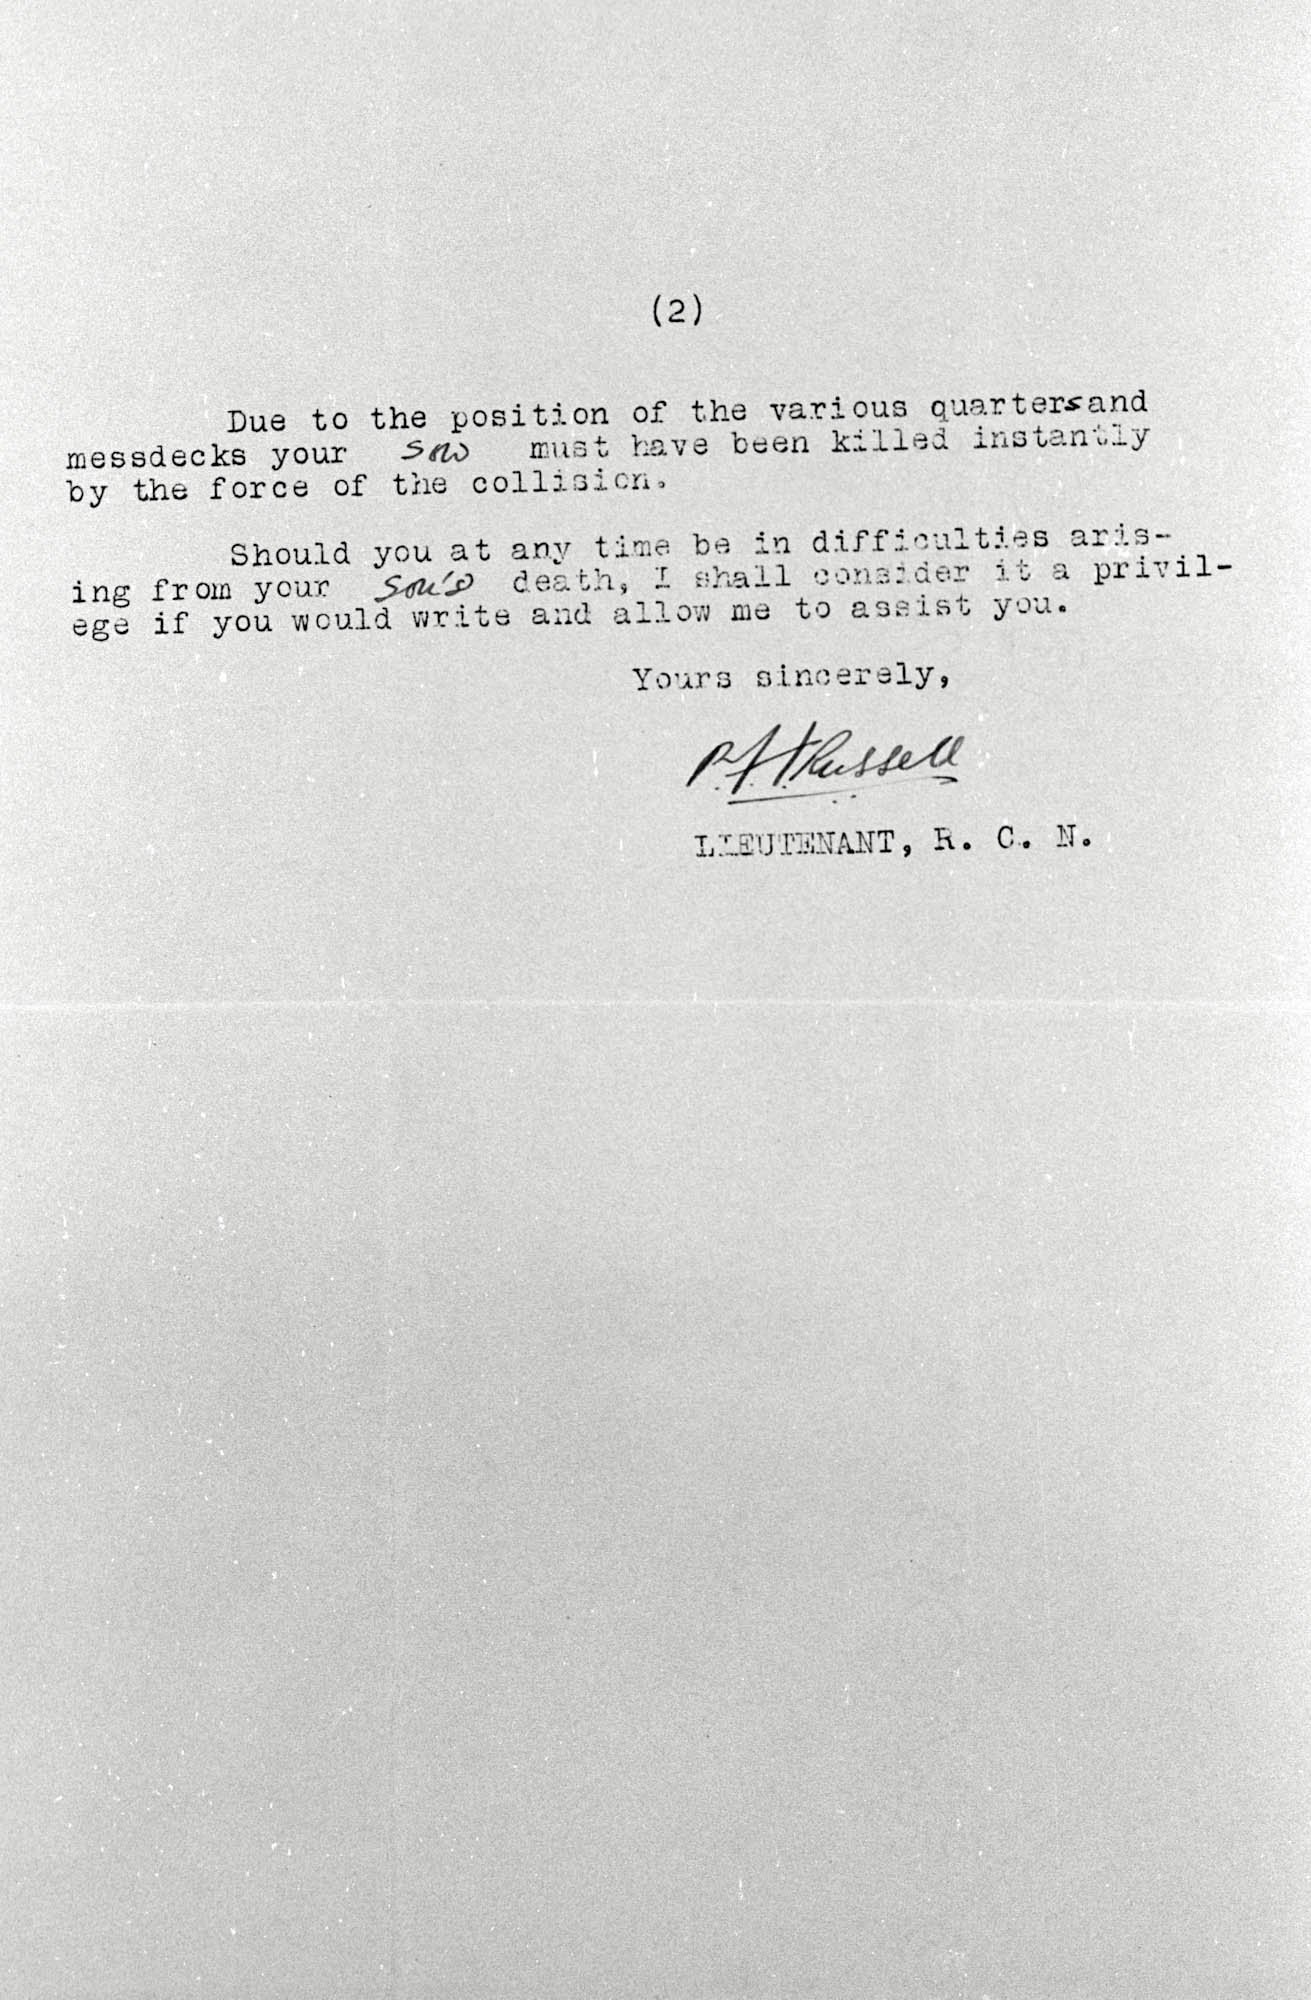 (2)
Due to the position of the various quarters and
messdecks your son must have been killed instantly
by the force of the collision.
Should you at any time be in difficulties aris-
ing from your son's death, I shall consider it a privil-
ege if you would write and allow me to assist you.
Yours sincerely,
P.F.X.Russell
LIEUTENANT, R. C. N.